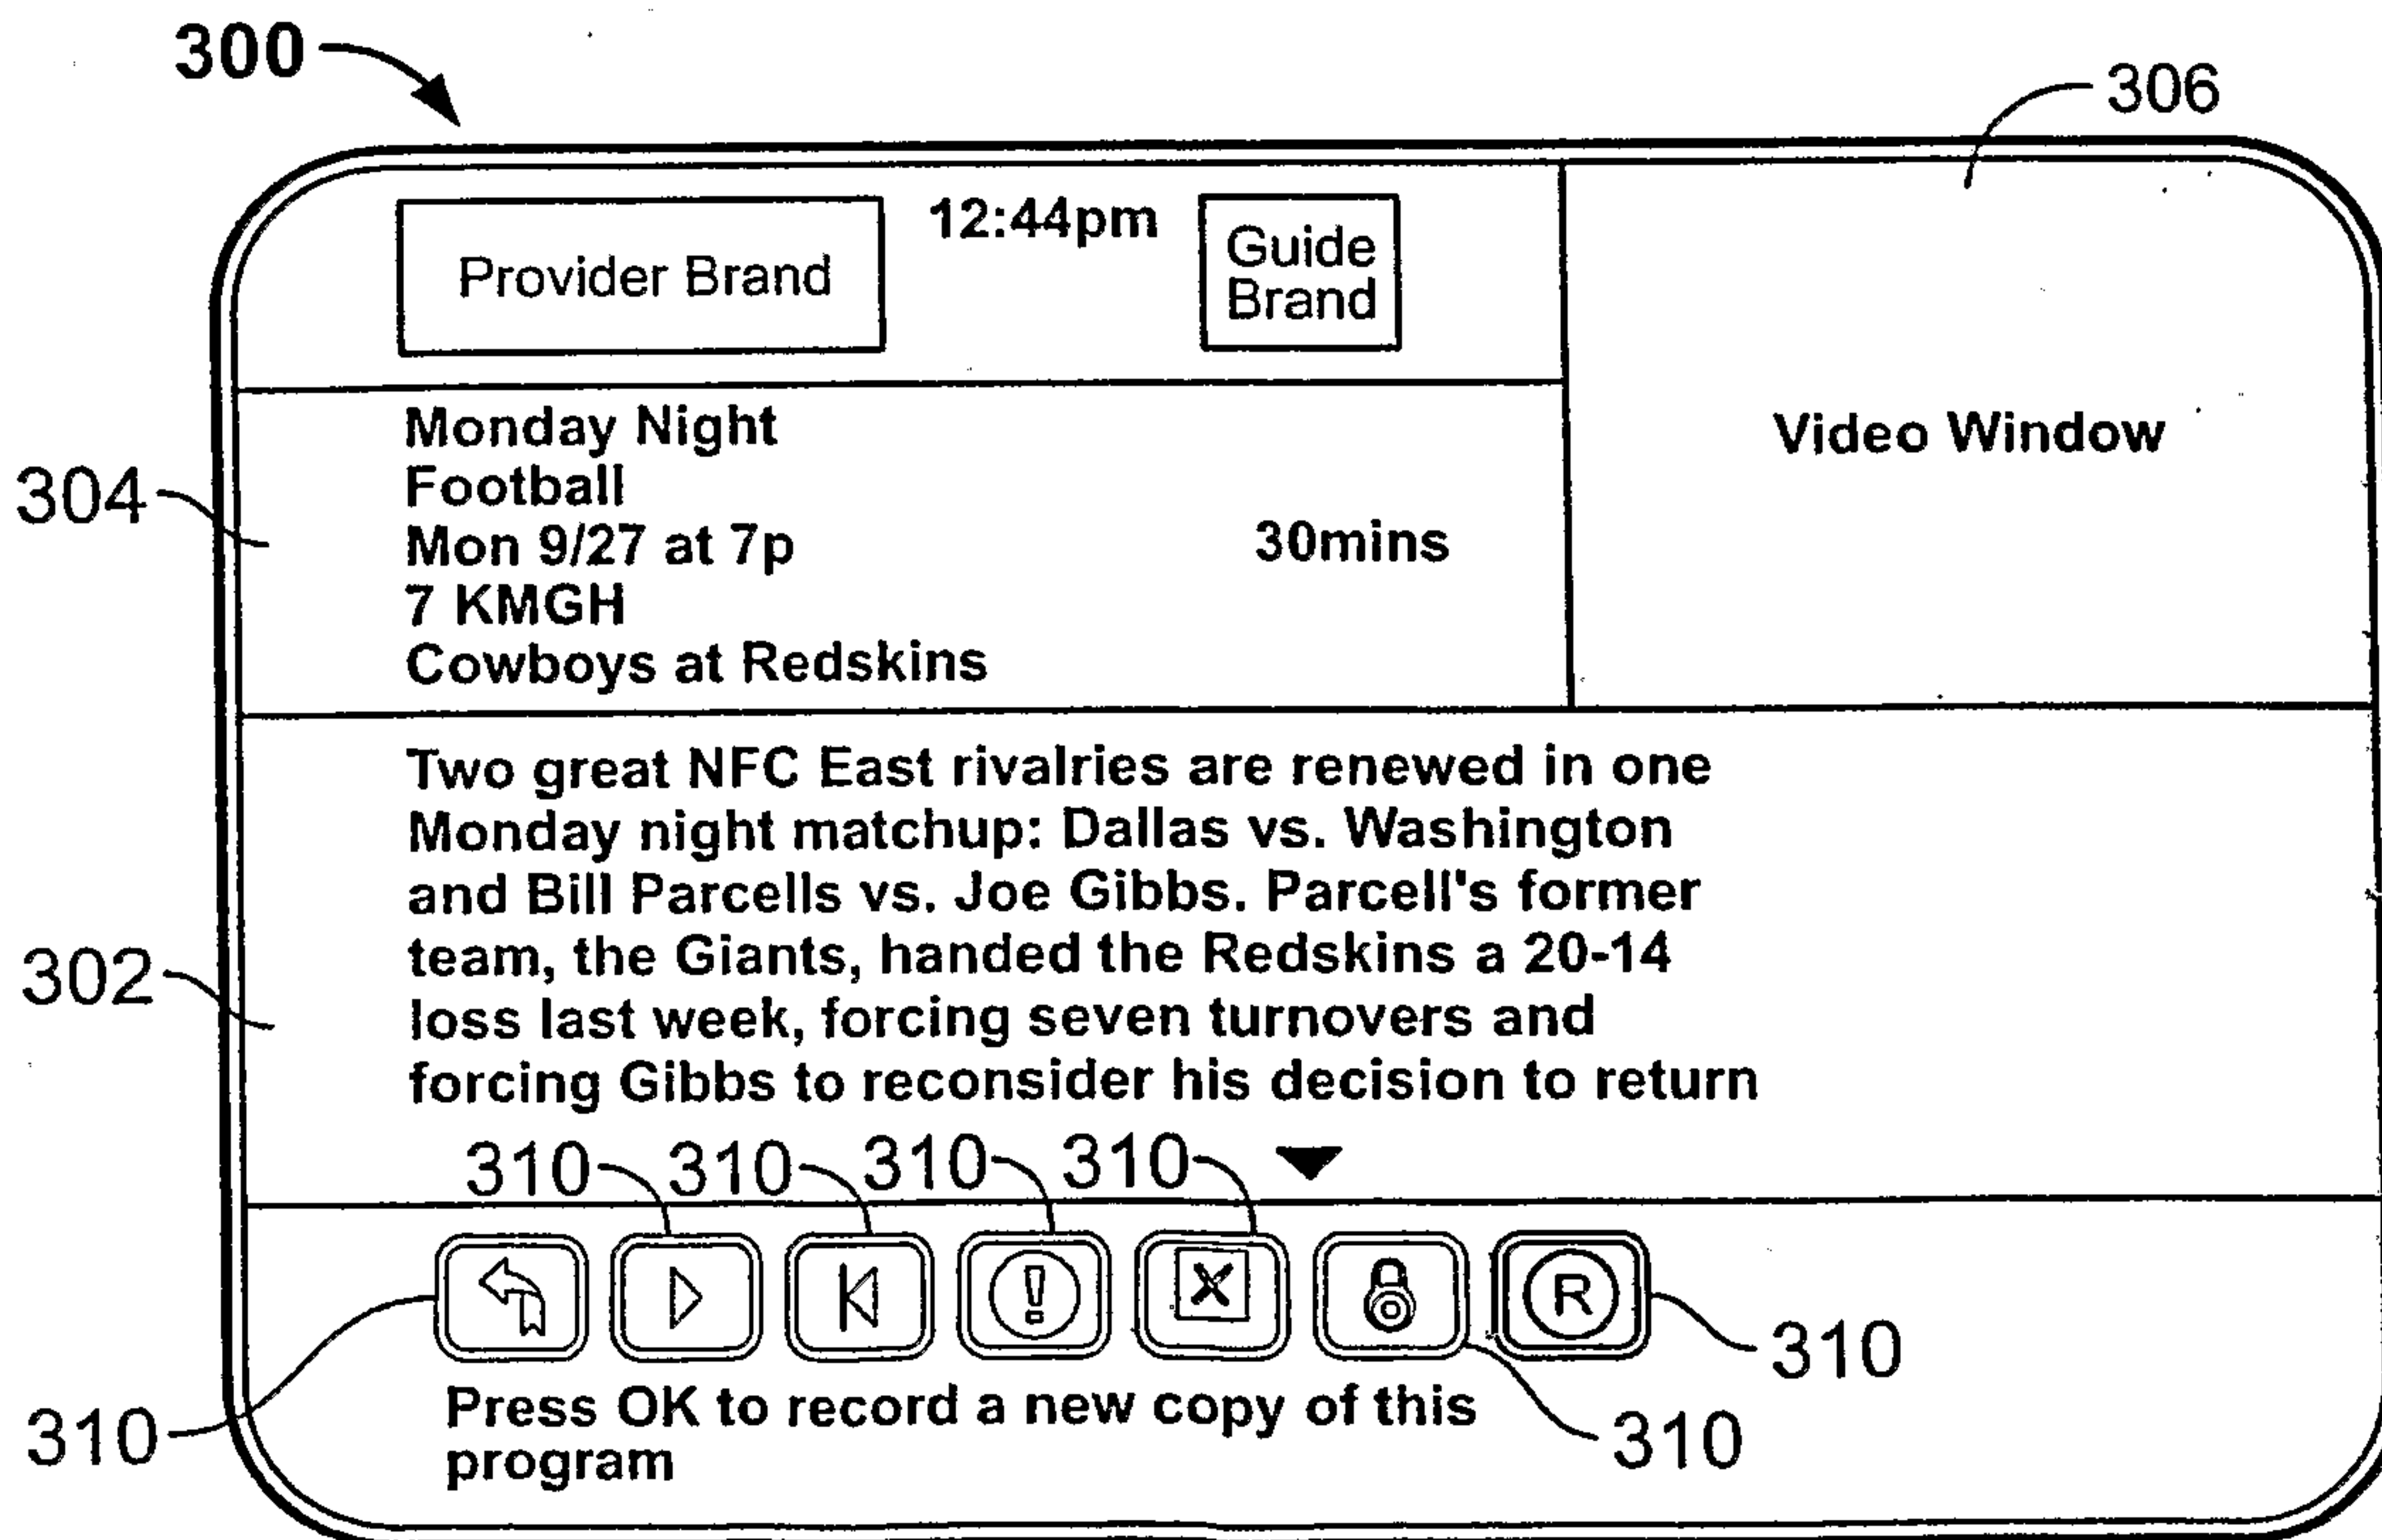 300
306
Provider Brand
12:44pm
Guide
Brand
Video Window
304
Monday Night
Football
Mon 9/27 at 7p
30mins
7 KMGH
Cowboys at Redskins
302
Two great NFC East rivalries are renewed in one
Monday night matchup: Dallas vs. Washington
and Bill Parcells vs. Joe Gibbs. Parcell's former
team, the Giants, handed the Redskins a 20-14
loss last week, forcing seven turnovers and
forcing Gibbs to reconsider his decision to return
310 310 310 310
X
R
310
310
310
Press OK to record a new copy of this
program